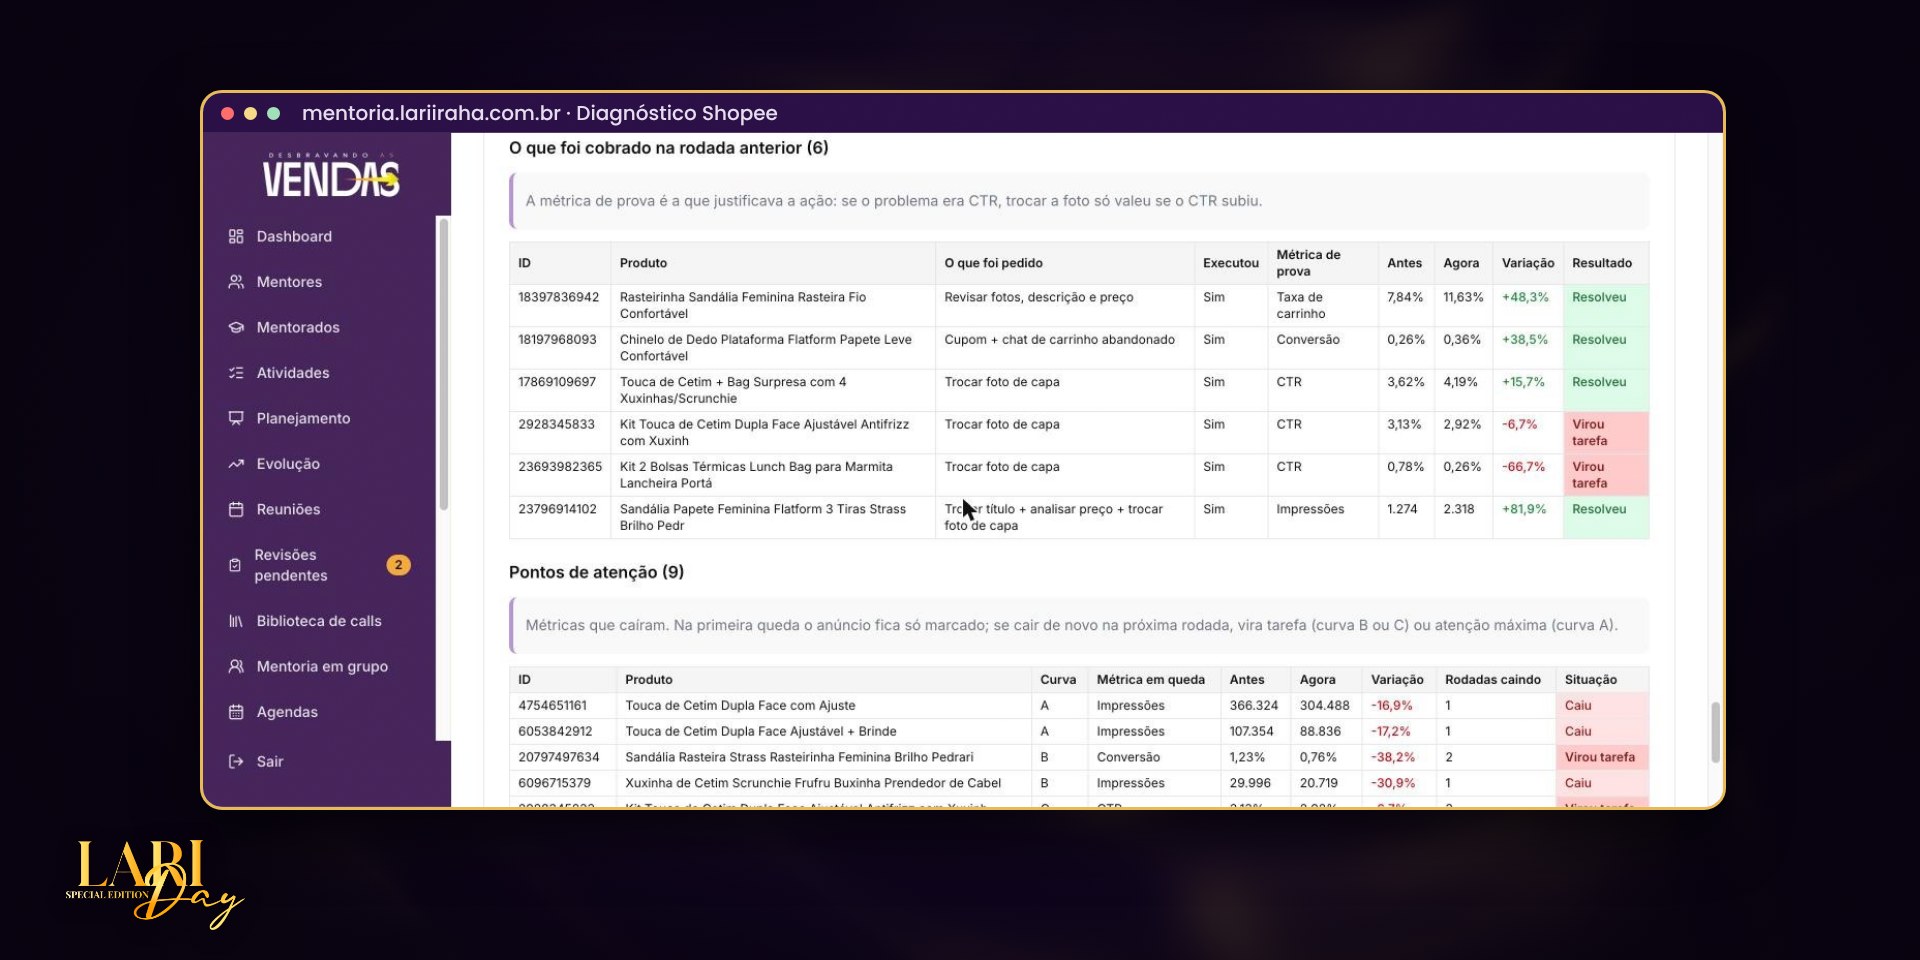 mentoria.lariiraha.com.br · Diagnóstico Shopee
DESBRAVANDO AS
VENDAS
Dashboard
Mentores
Mentorados
Atividades
Planejamento
Evolução
Reuniões
Revisões
pendentes
2
Biblioteca de calls
Mentoria em grupo
Agendas
Sair
O que foi cobrado na rodada anterior (6)
A métrica de prova é a que justificava a ação: se o problema era CTR, trocar a foto só valeu se o CTR subiu.
ID Produto O que foi pedido Executou Métrica de prova Antes Agora Variação Resultado
18397836942 Rasteirinha Sandália Feminina Rasteira Fio Confortável Revisar fotos, descrição e preço Sim Taxa de carrinho 7,84% 11,63% +48,3% Resolveu
18197968093 Chinelo de Dedo Plataforma Flatform Papete Leve Confortável Cupom + chat de carrinho abandonado Sim Conversão 0,26% 0,36% +38,5% Resolveu
17869109697 Touca de Cetim + Bag Surpresa com 4 Xuxinhas/Scrunchie Trocar foto de capa Sim CTR 3,62% 4,19% +15,7% Resolveu
2928345833 Kit Touca de Cetim Dupla Face Ajustável Antifrizz com Xuxinh Trocar foto de capa Sim CTR 3,13% 2,92% -6,7% Virou tarefa
23693982365 Kit 2 Bolsas Térmicas Lunch Bag para Marmita Lancheira Portá Trocar foto de capa Sim CTR 0,78% 0,26% -66,7% Virou tarefa
23796914102 Sandália Papete Feminina Flatform 3 Tiras Strass Brilho Pedr Trocar título + analisar preço + trocar foto de capa Sim Impressões 1.274 2.318 +81,9% Resolveu
Pontos de atenção (9)
Métricas que caíram. Na primeira queda o anúncio fica só marcado; se cair de novo na próxima rodada, vira tarefa (curva B ou C) ou atenção máxima (curva A).
ID Produto Curva Métrica em queda Antes Agora Variação Rodadas caindo Situação
4754651161 Touca de Cetim Dupla Face com Ajuste A Impressões 366.324 304.488 -16,9% 1 Caiu
6053842912 Touca de Cetim Dupla Face Ajustável + Brinde A Impressões 107.354 88.836 -17,2% 1 Caiu
20797497634 Sandália Rasteira Strass Rasteirinha Feminina Brilho Pedrari B Conversão 1,23% 0,76% -38,2% 2 Virou tarefa
6096715379 Xuxinha de Cetim Scrunchie Frufru Buxinha Prendedor de Cabel B Impressões 29.996 20.719 -30,9% 1 Caiu
LARI
SPECIAL EDITION
Day